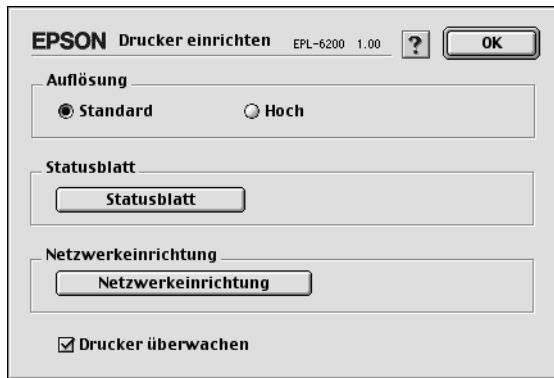 EPSON Drucker einrichten EPL-6200 1.00 ? OK
Auflösung
Standard Hoch
Statusblatt
Statusblatt
Netzwerkeinrichtung
Netzwerkeinrichtung
Drucker überwachen